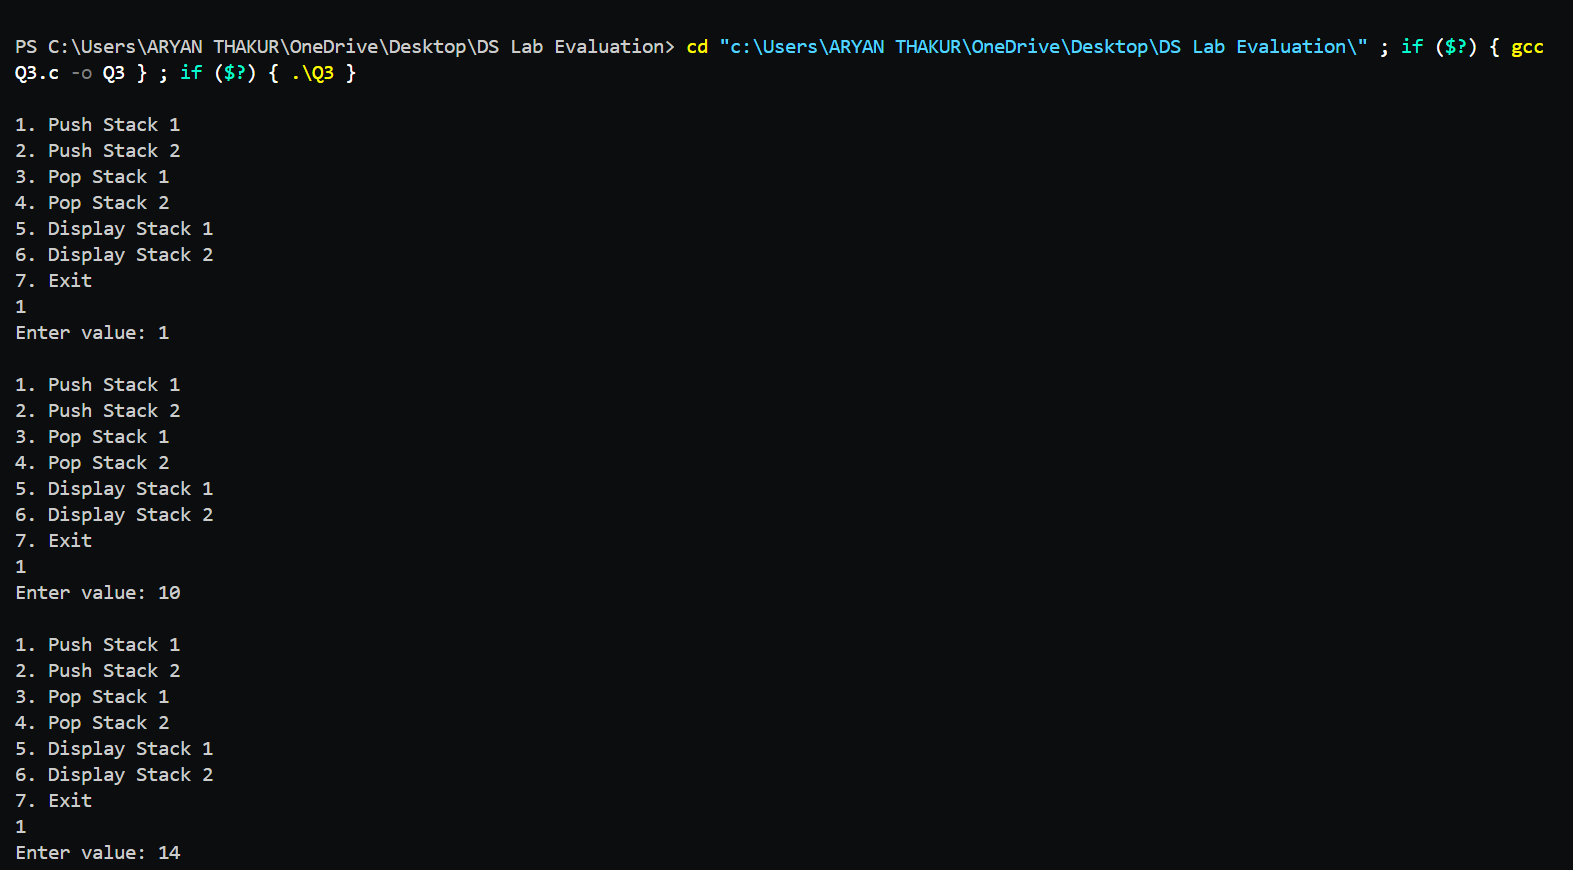 PS C:\Users\ARYAN THAKUR\OneDrive\Desktop\DS Lab Evaluation> cd "c:\Users\ARYAN THAKUR\OneDrive\Desktop\DS Lab Evaluation\" ; if ($?) { gcc
Q3.c -o Q3 } ; if ($?) { .\Q3 }
1. Push Stack 1
2. Push Stack 2
3. Pop Stack 1
4. Pop Stack 2
5. Display Stack 1
6. Display Stack 2
7. Exit
1
Enter value: 1
1. Push Stack 1
2. Push Stack 2
3. Pop Stack 1
4. Pop Stack 2
5. Display Stack 1
6. Display Stack 2
7. Exit
1
Enter value: 10
1. Push Stack 1
2. Push Stack 2
3. Pop Stack 1
4. Pop Stack 2
5. Display Stack 1
6. Display Stack 2
7. Exit
1
Enter value: 14